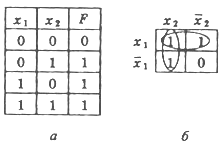 x₁ x₂ F
0 0 0
0 1 1
1 0 1
1 1 1
а
x₂ x̄₂
x₁ 1 1
x̄₁ 1 0
б